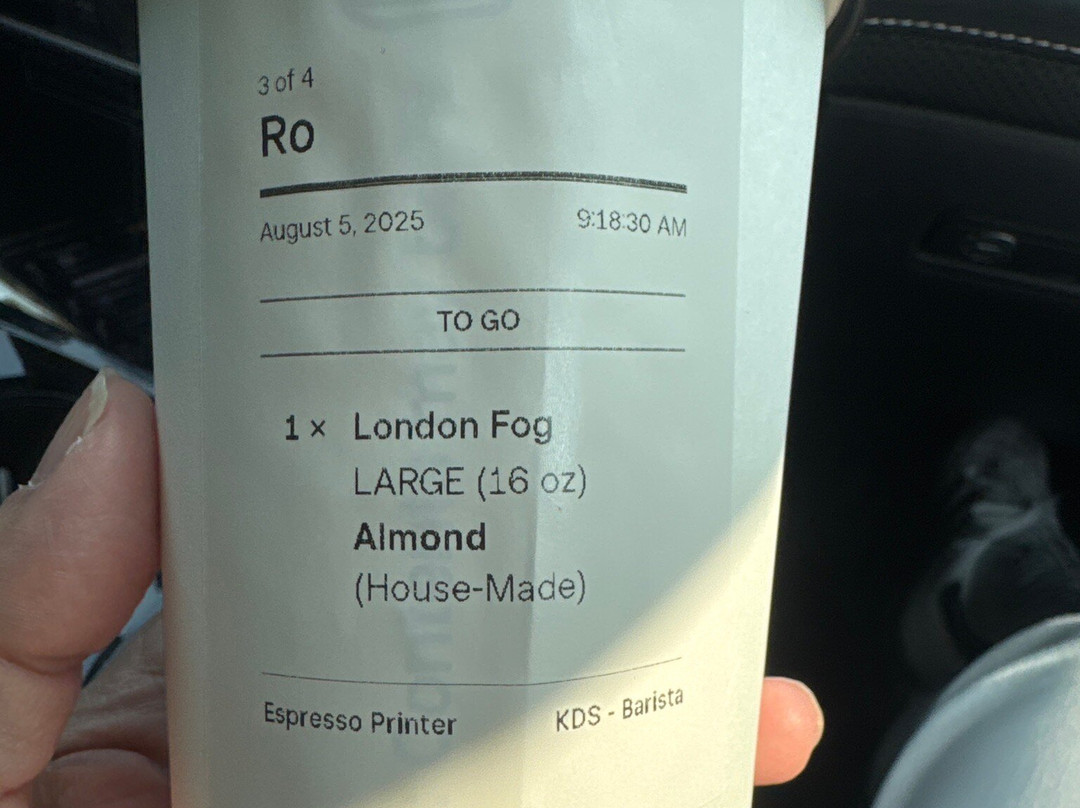 3 of 4
Ro
August 5, 2025 9:18:30 AM
TO GO
1 x London Fog
LARGE (16 oz)
Almond
(House-Made)
Espresso Printer KDS - Barista